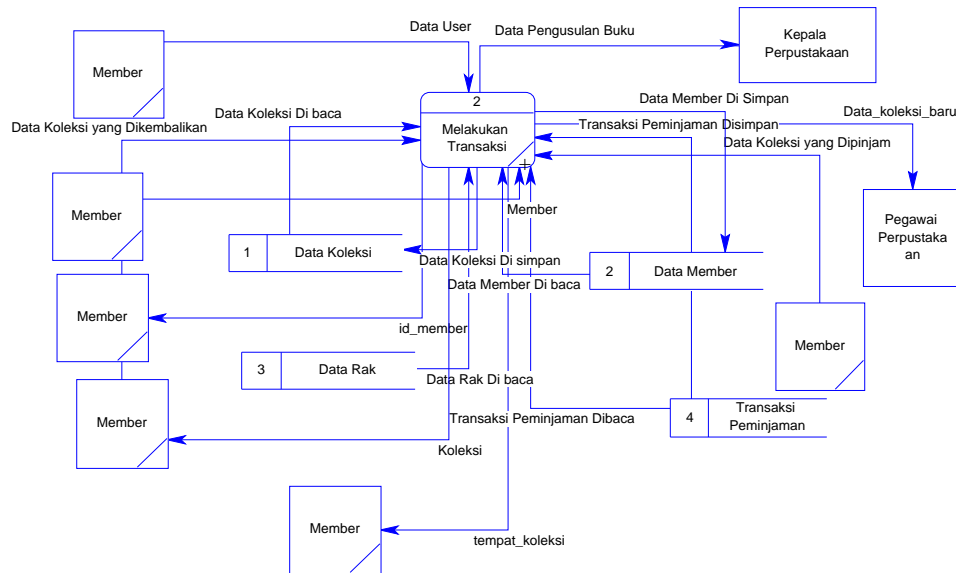 Data User
Data Pengusulan Buku
Kepala
Perpustakaan
Member
2
Melakukan
Transaksi
Data Koleksi Di baca
Data Member Di Simpan
Data_koleksi_baru
Data Koleksi yang Dikembalikan
Transaksi Peminjaman Disimpan
Data Koleksi yang Dipinjam
Member
Member
Pegawai
Perpustaka
an
1
Data Koleksi
Data Koleksi Di simpan
2
Data Member
Data Member Di baca
Member
id_member
Member
3
Data Rak
Data Rak Di baca
4
Transaksi
Peminjaman
Transaksi Peminjaman Dibaca
Member
Koleksi
Member
tempat_koleksi